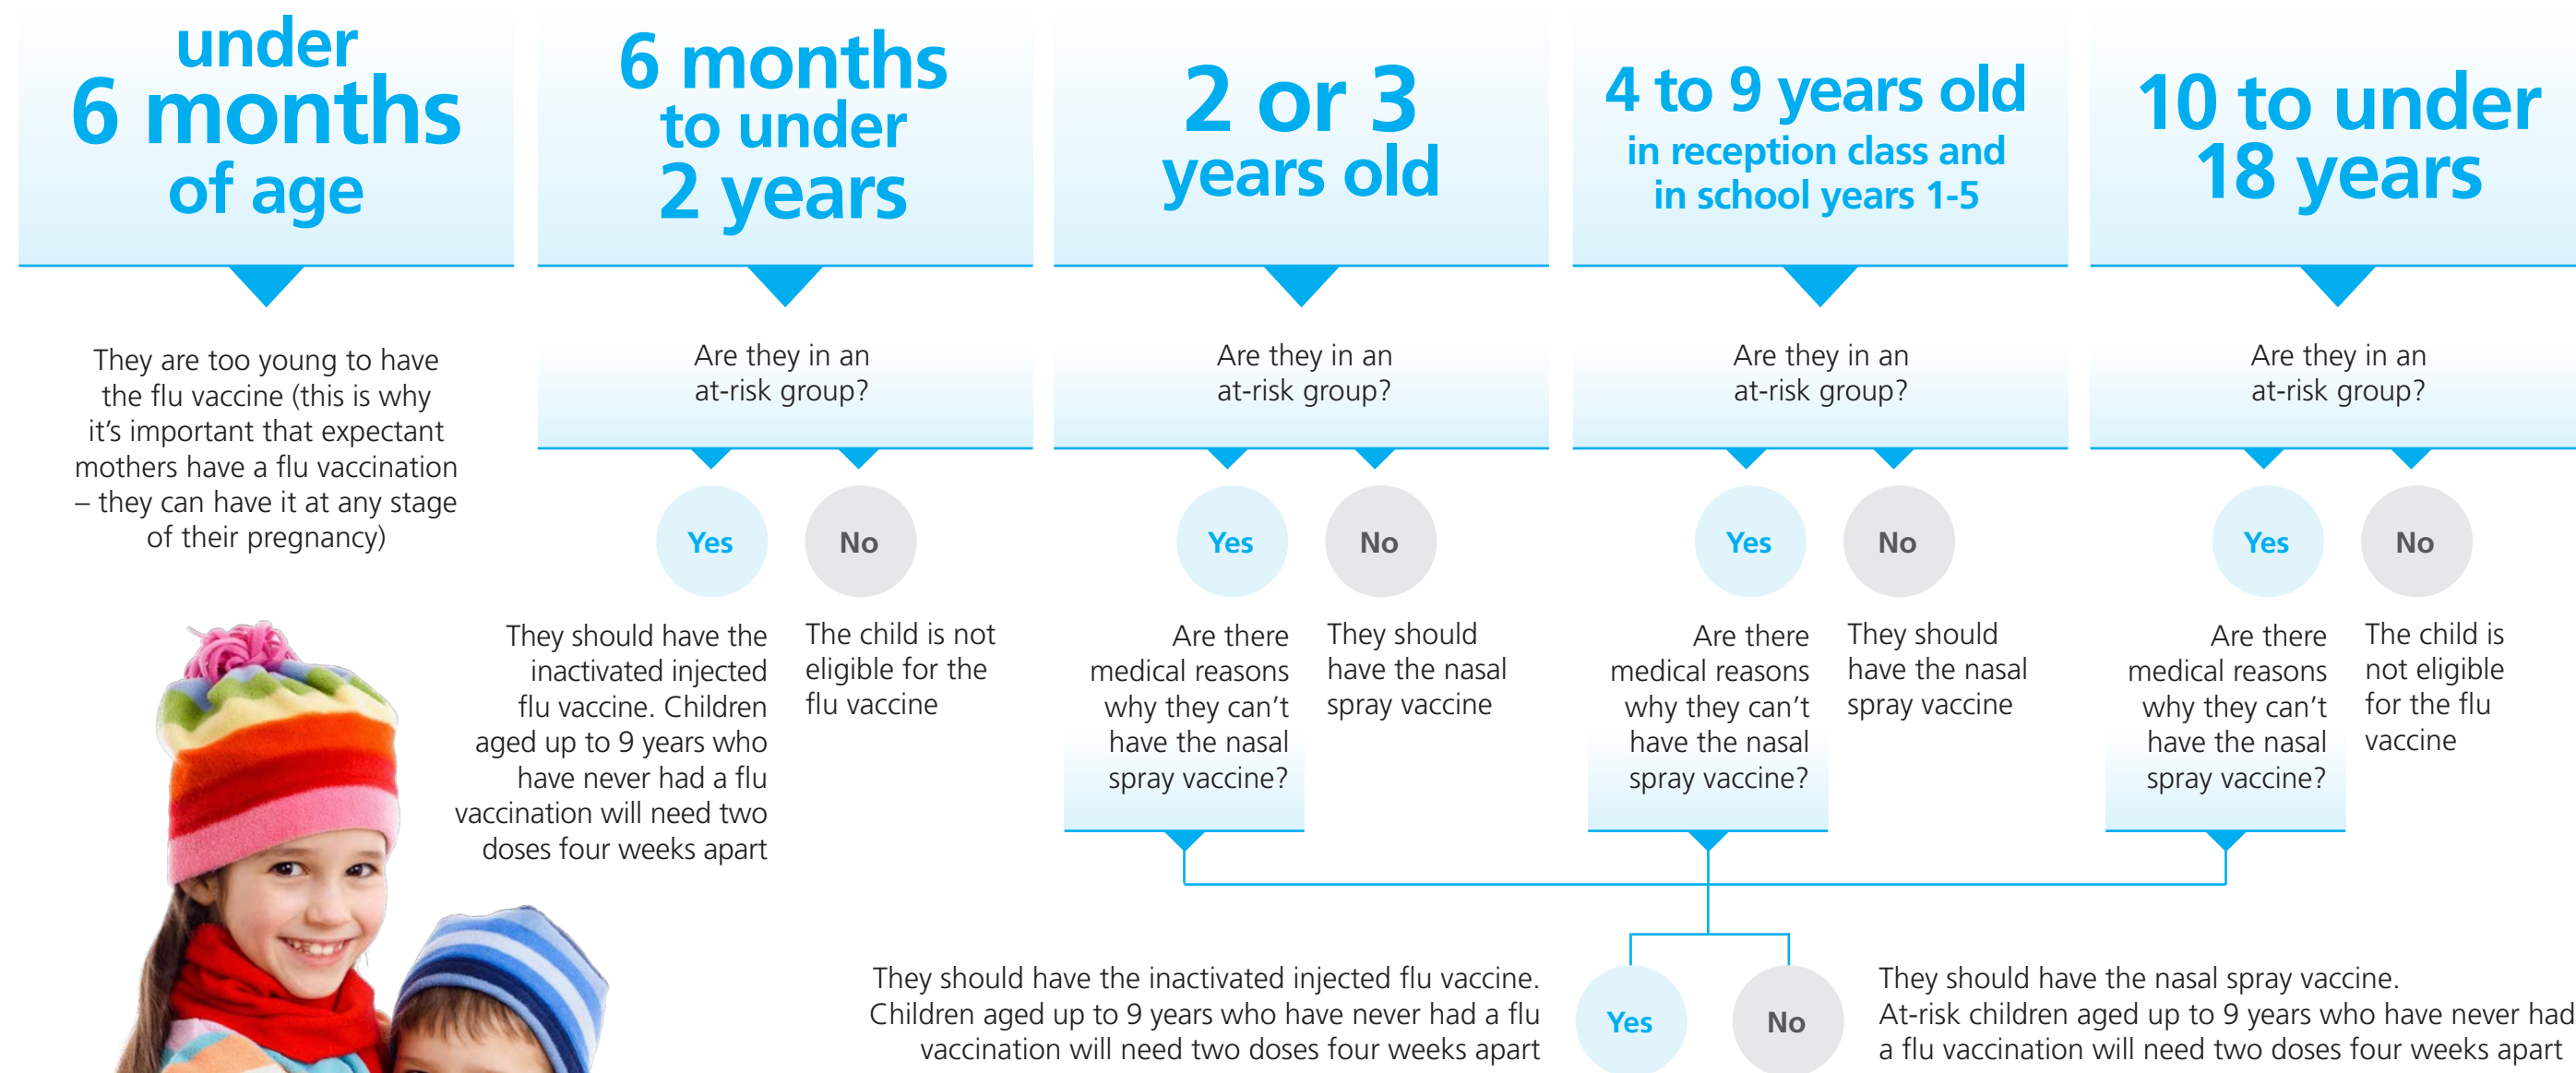 under
6 months
of age
They are too young to have
the flu vaccine (this is why
it’s important that expectant
mothers have a flu vaccination
– they can have it at any stage
of their pregnancy)
6 months
to under
2 years
Are they in an
at-risk group?
Yes
They should have the
inactivated injected
flu vaccine. Children
aged up to 9 years who
have never had a flu
vaccination will need two
doses four weeks apart
No
The child is not
eligible for the
flu vaccine
2 or 3
years old
Are they in an
at-risk group?
Yes
Are there
medical reasons
why they can’t
have the nasal
spray vaccine?
No
They should
have the nasal
spray vaccine
4 to 9 years old
in reception class and
in school years 1-5
Are they in an
at-risk group?
Yes
Are there
medical reasons
why they can’t
have the nasal
spray vaccine?
No
They should
have the nasal
spray vaccine
10 to under
18 years
Are they in an
at-risk group?
Yes
Are there
medical reasons
why they can’t
have the nasal
spray vaccine?
No
The child is
not eligible
for the flu
vaccine
They should have the inactivated injected flu vaccine.
Children aged up to 9 years who have never had a flu
vaccination will need two doses four weeks apart
Yes
No
They should have the nasal spray vaccine.
At-risk children aged up to 9 years who have never had
a flu vaccination will need two doses four weeks apart